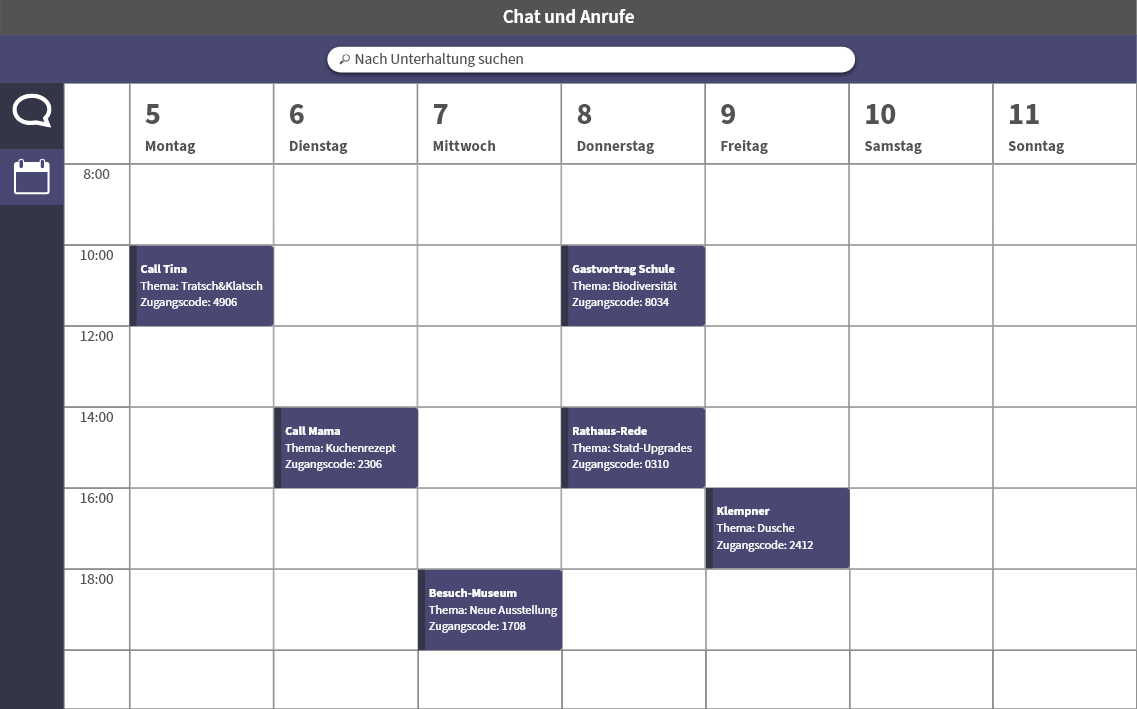 Chat und Anrufe
Nach Unterhaltung suchen
5 6 7 8 9 10 11
Montag Dienstag Mittwoch Donnerstag Freitag Samstag Sonntag
8:00
10:00
Call Tina
Thema: Tratsch&Klatsch
Zugangscode: 4906
Gastvortrag Schule
Thema: Biodiversität
Zugangscode: 8034
12:00
14:00
Call Mama
Thema: Kuchenrezept
Zugangscode: 2306
Rathaus-Rede
Thema: Statd-Upgrades
Zugangscode: 0310
16:00
Klempner
Thema: Dusche
Zugangscode: 2412
18:00
Besuch-Museum
Thema: Neue Ausstellung
Zugangscode: 1708